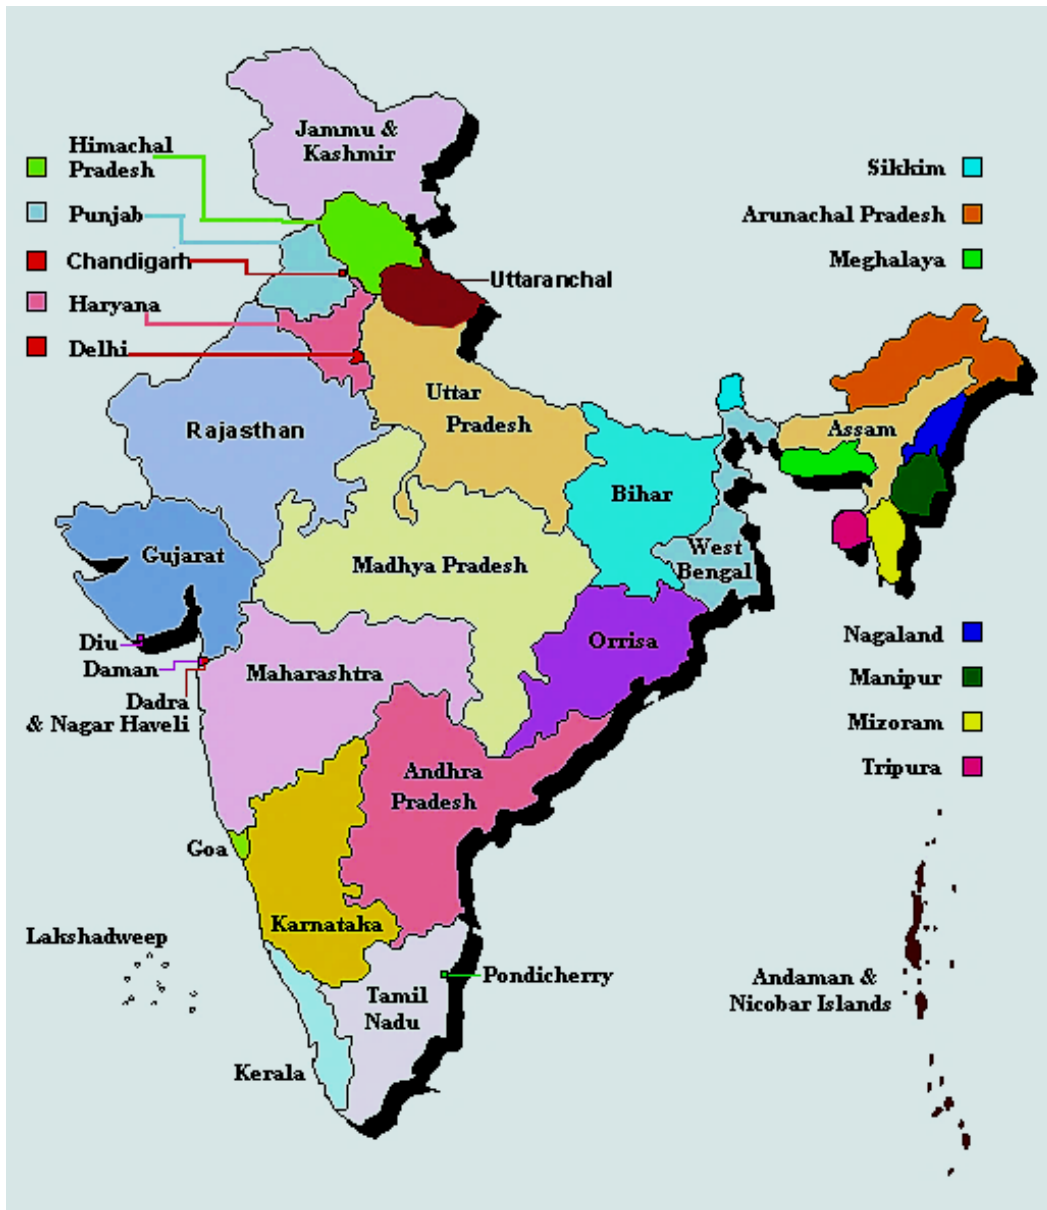 Jammu &
Kashmir
Himachal
Pradesh
Punjab
Chandigarh
Haryana
Delhi
Sikkim
Arunachal Pradesh
Meghalaya
Uttaranchal
Uttar
Pradesh
Rajasthan
Assam
Bihar
Gujarat
Madhya Pradesh
West
Bengal
Diu
Daman
Dadra
& Nagar Haveli
Maharashtra
Orrisa
Nagaland
Manipur
Mizoram
Tripura
Andhra
Pradesh
Goa
Karnataka
Lakshadweep
Pondicherry
Tamil
Nadu
Andaman &
Nicobar Islands
Kerala